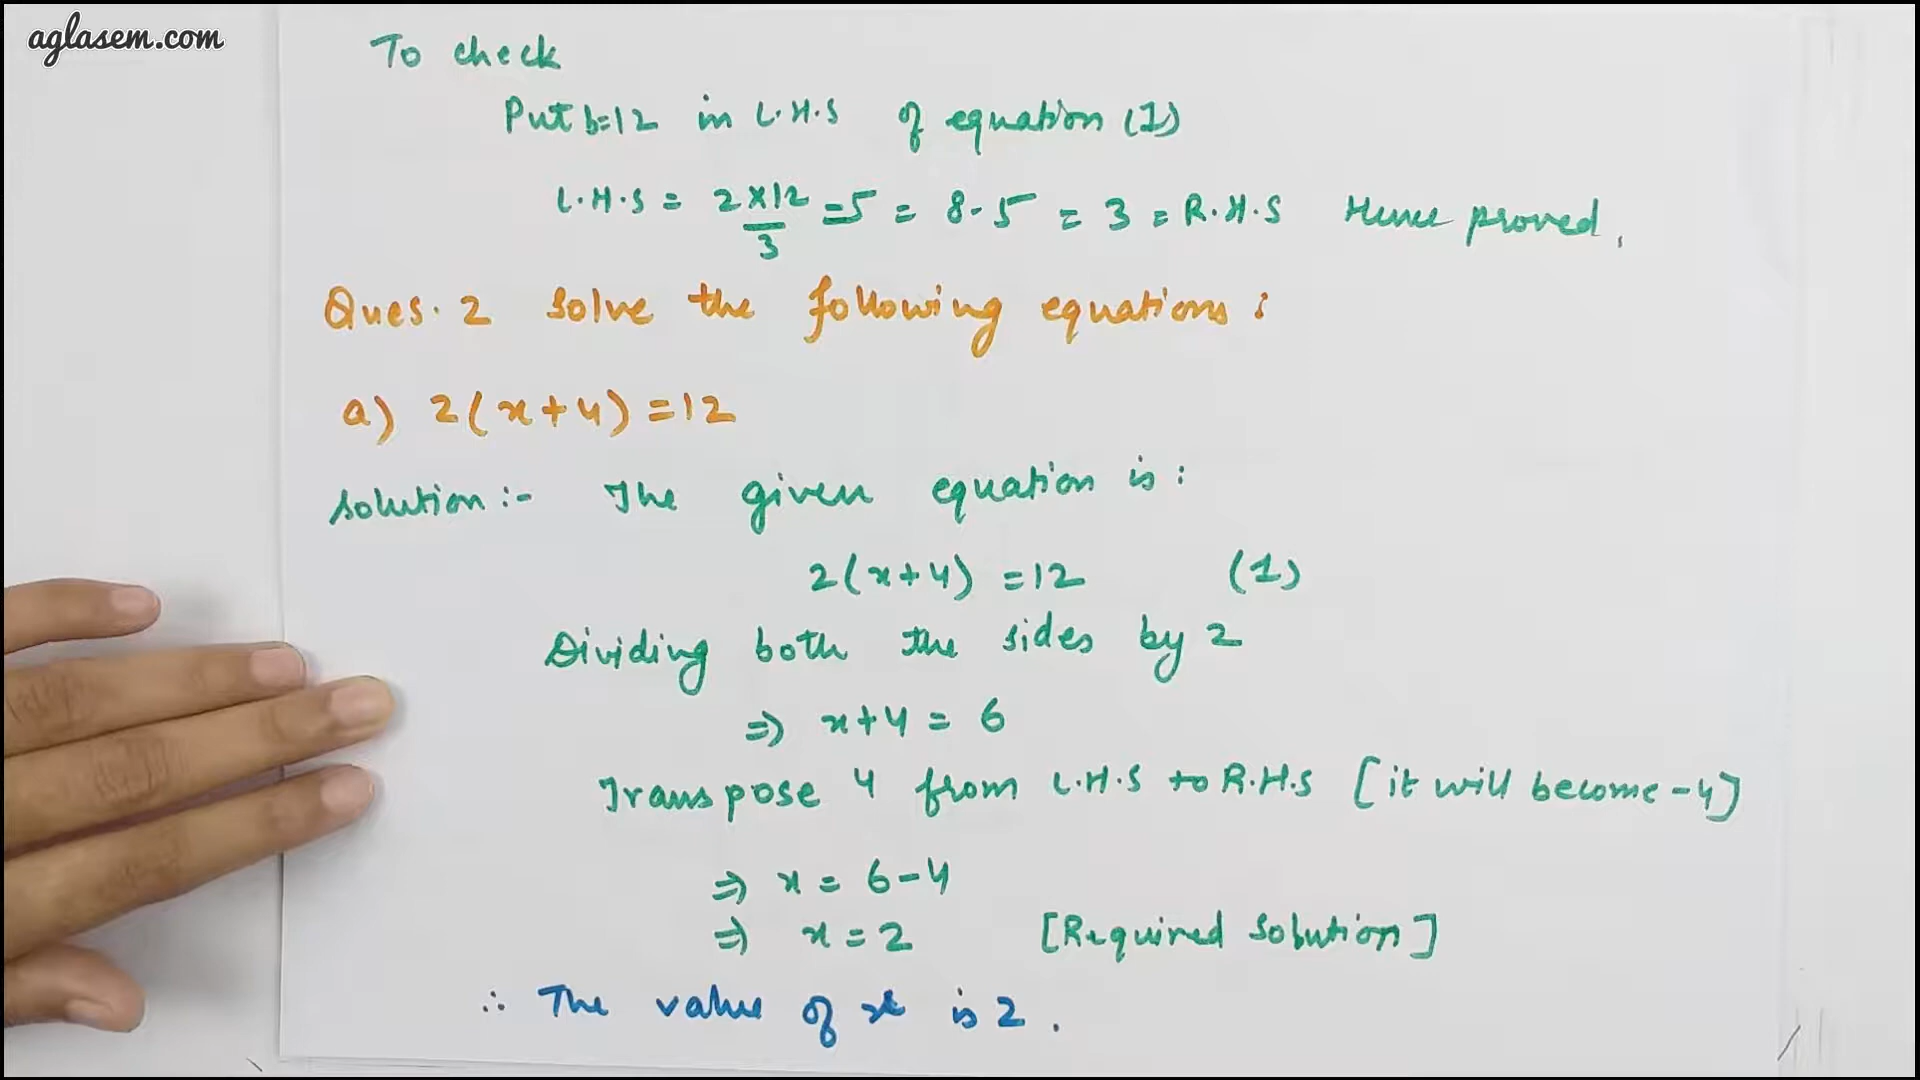 aglasem.com
To check
Put b=12 in L.H.S of equation (1)
L.H.S = 2×12/3 -5 = 8-5 = 3 = R.H.S Hence proved.
Ques. 2 Solve the following equations:
a) 2(x+4)=12
Solution :- The given equation is:
2(x+4) =12 (1)
Dividing both the sides by 2
⇒ x+4 = 6
Transpose 4 from L.H.S to R.H.S [it will become -4]
⇒ x = 6-4
⇒ x = 2 [Required Solution]
∴ The value of x is 2.